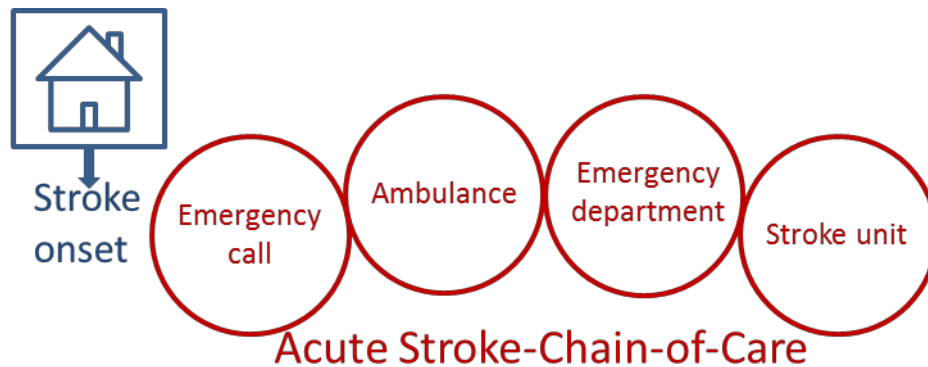 Stroke
onset
Emergency
call
Ambulance
Emergency
department
Stroke unit
Acute Stroke-Chain-of-Care